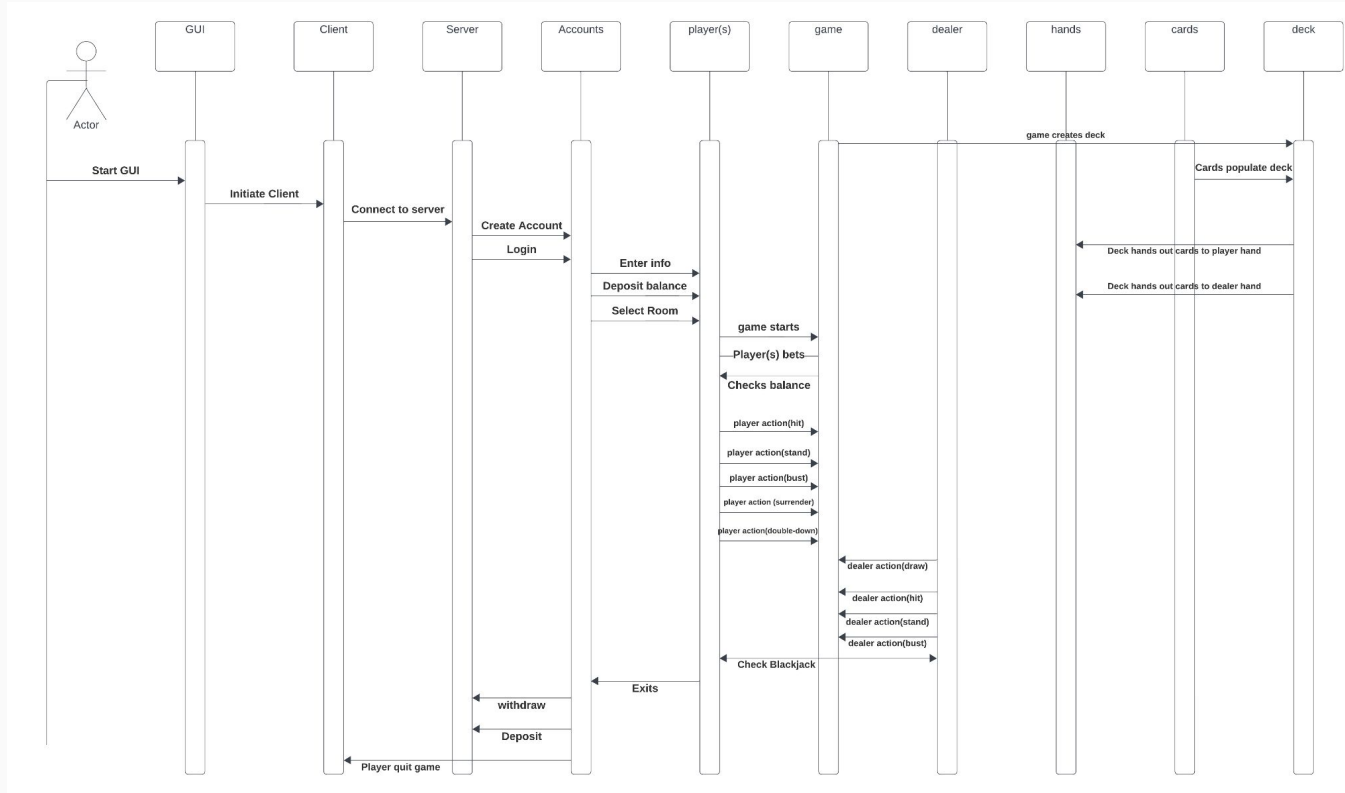 GUI
Client
Server
Accounts
player(s)
game
dealer
hands
cards
deck
Actor
game creates deck
Start GUI
Cards populate deck
Initiate Client
Connect to server
Create Account
Login
Deck hands out cards to player hand
Enter info
Deposit balance
Deck hands out cards to dealer hand
Select Room
game starts
Player(s) bets
Checks balance
player action(hit)
player action(stand)
player action(bust)
player action (surrender)
player action(double-down)
dealer action(draw)
dealer action(hit)
dealer action(stand)
dealer action(bust)
Check Blackjack
Exits
withdraw
Deposit
Player quit game